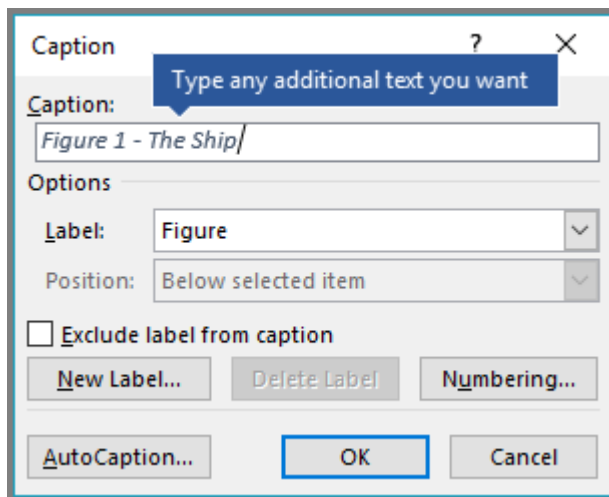 Caption ? X
Type any additional text you want
Caption:
Figure 1 - The Ship
Options
Label: Figure
Position: Below selected item
Exclude label from caption
New Label... Delete Label Numbering...
AutoCaption... OK Cancel